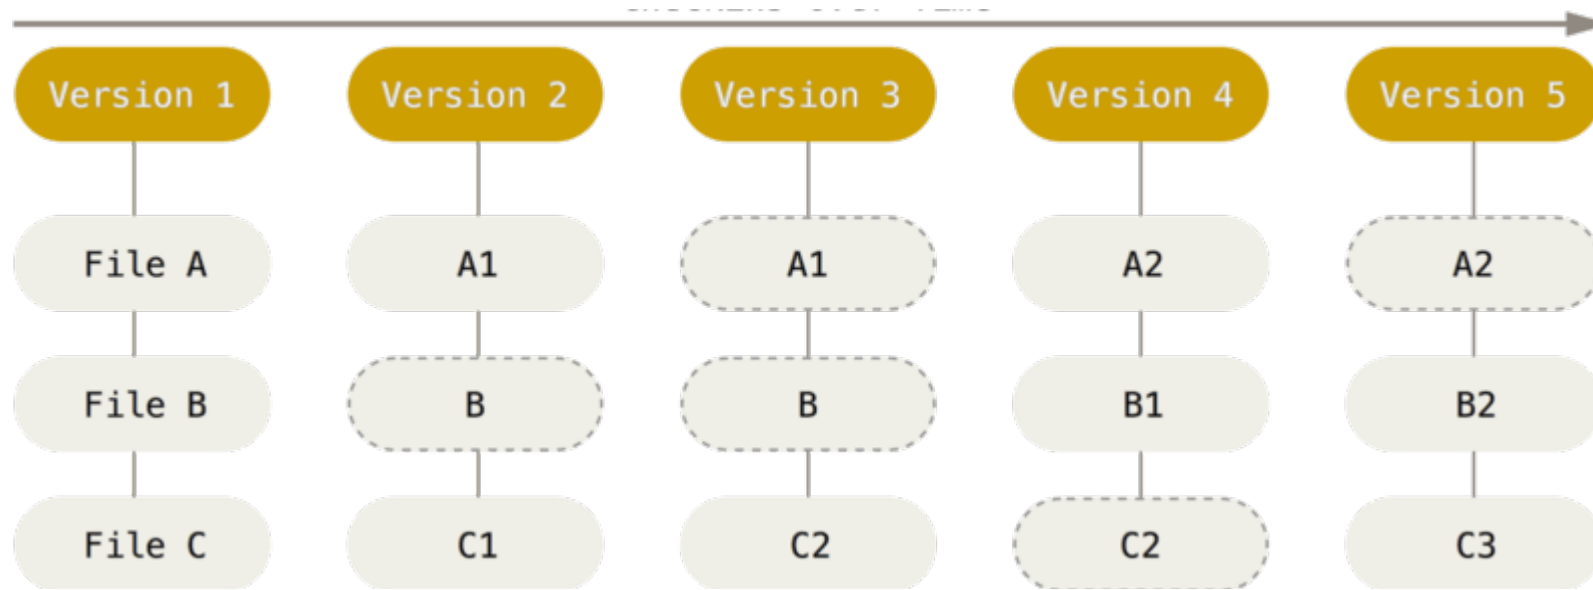 Version 1 Version 2 Version 3 Version 4 Version 5
File A A1 A1 A2 A2
File B B B B1 B2
File C C1 C2 C2 C3